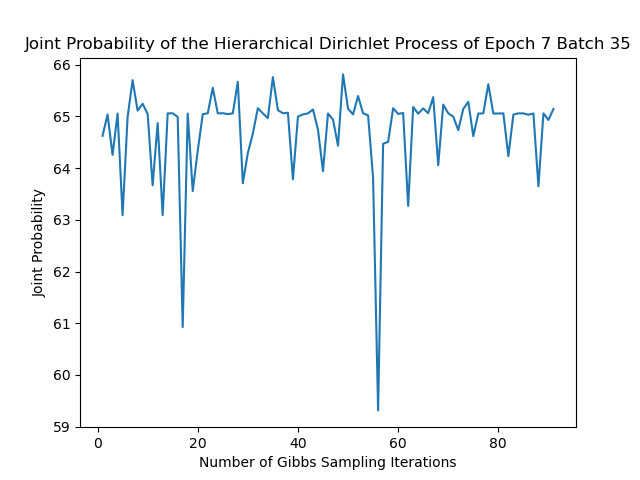 Joint Probability of the Hierarchical Dirichlet Process of Epoch 7 Batch 35
66
65
64
63
62
61
60
59
Joint Probability
0 20 40 60 80
Number of Gibbs Sampling Iterations